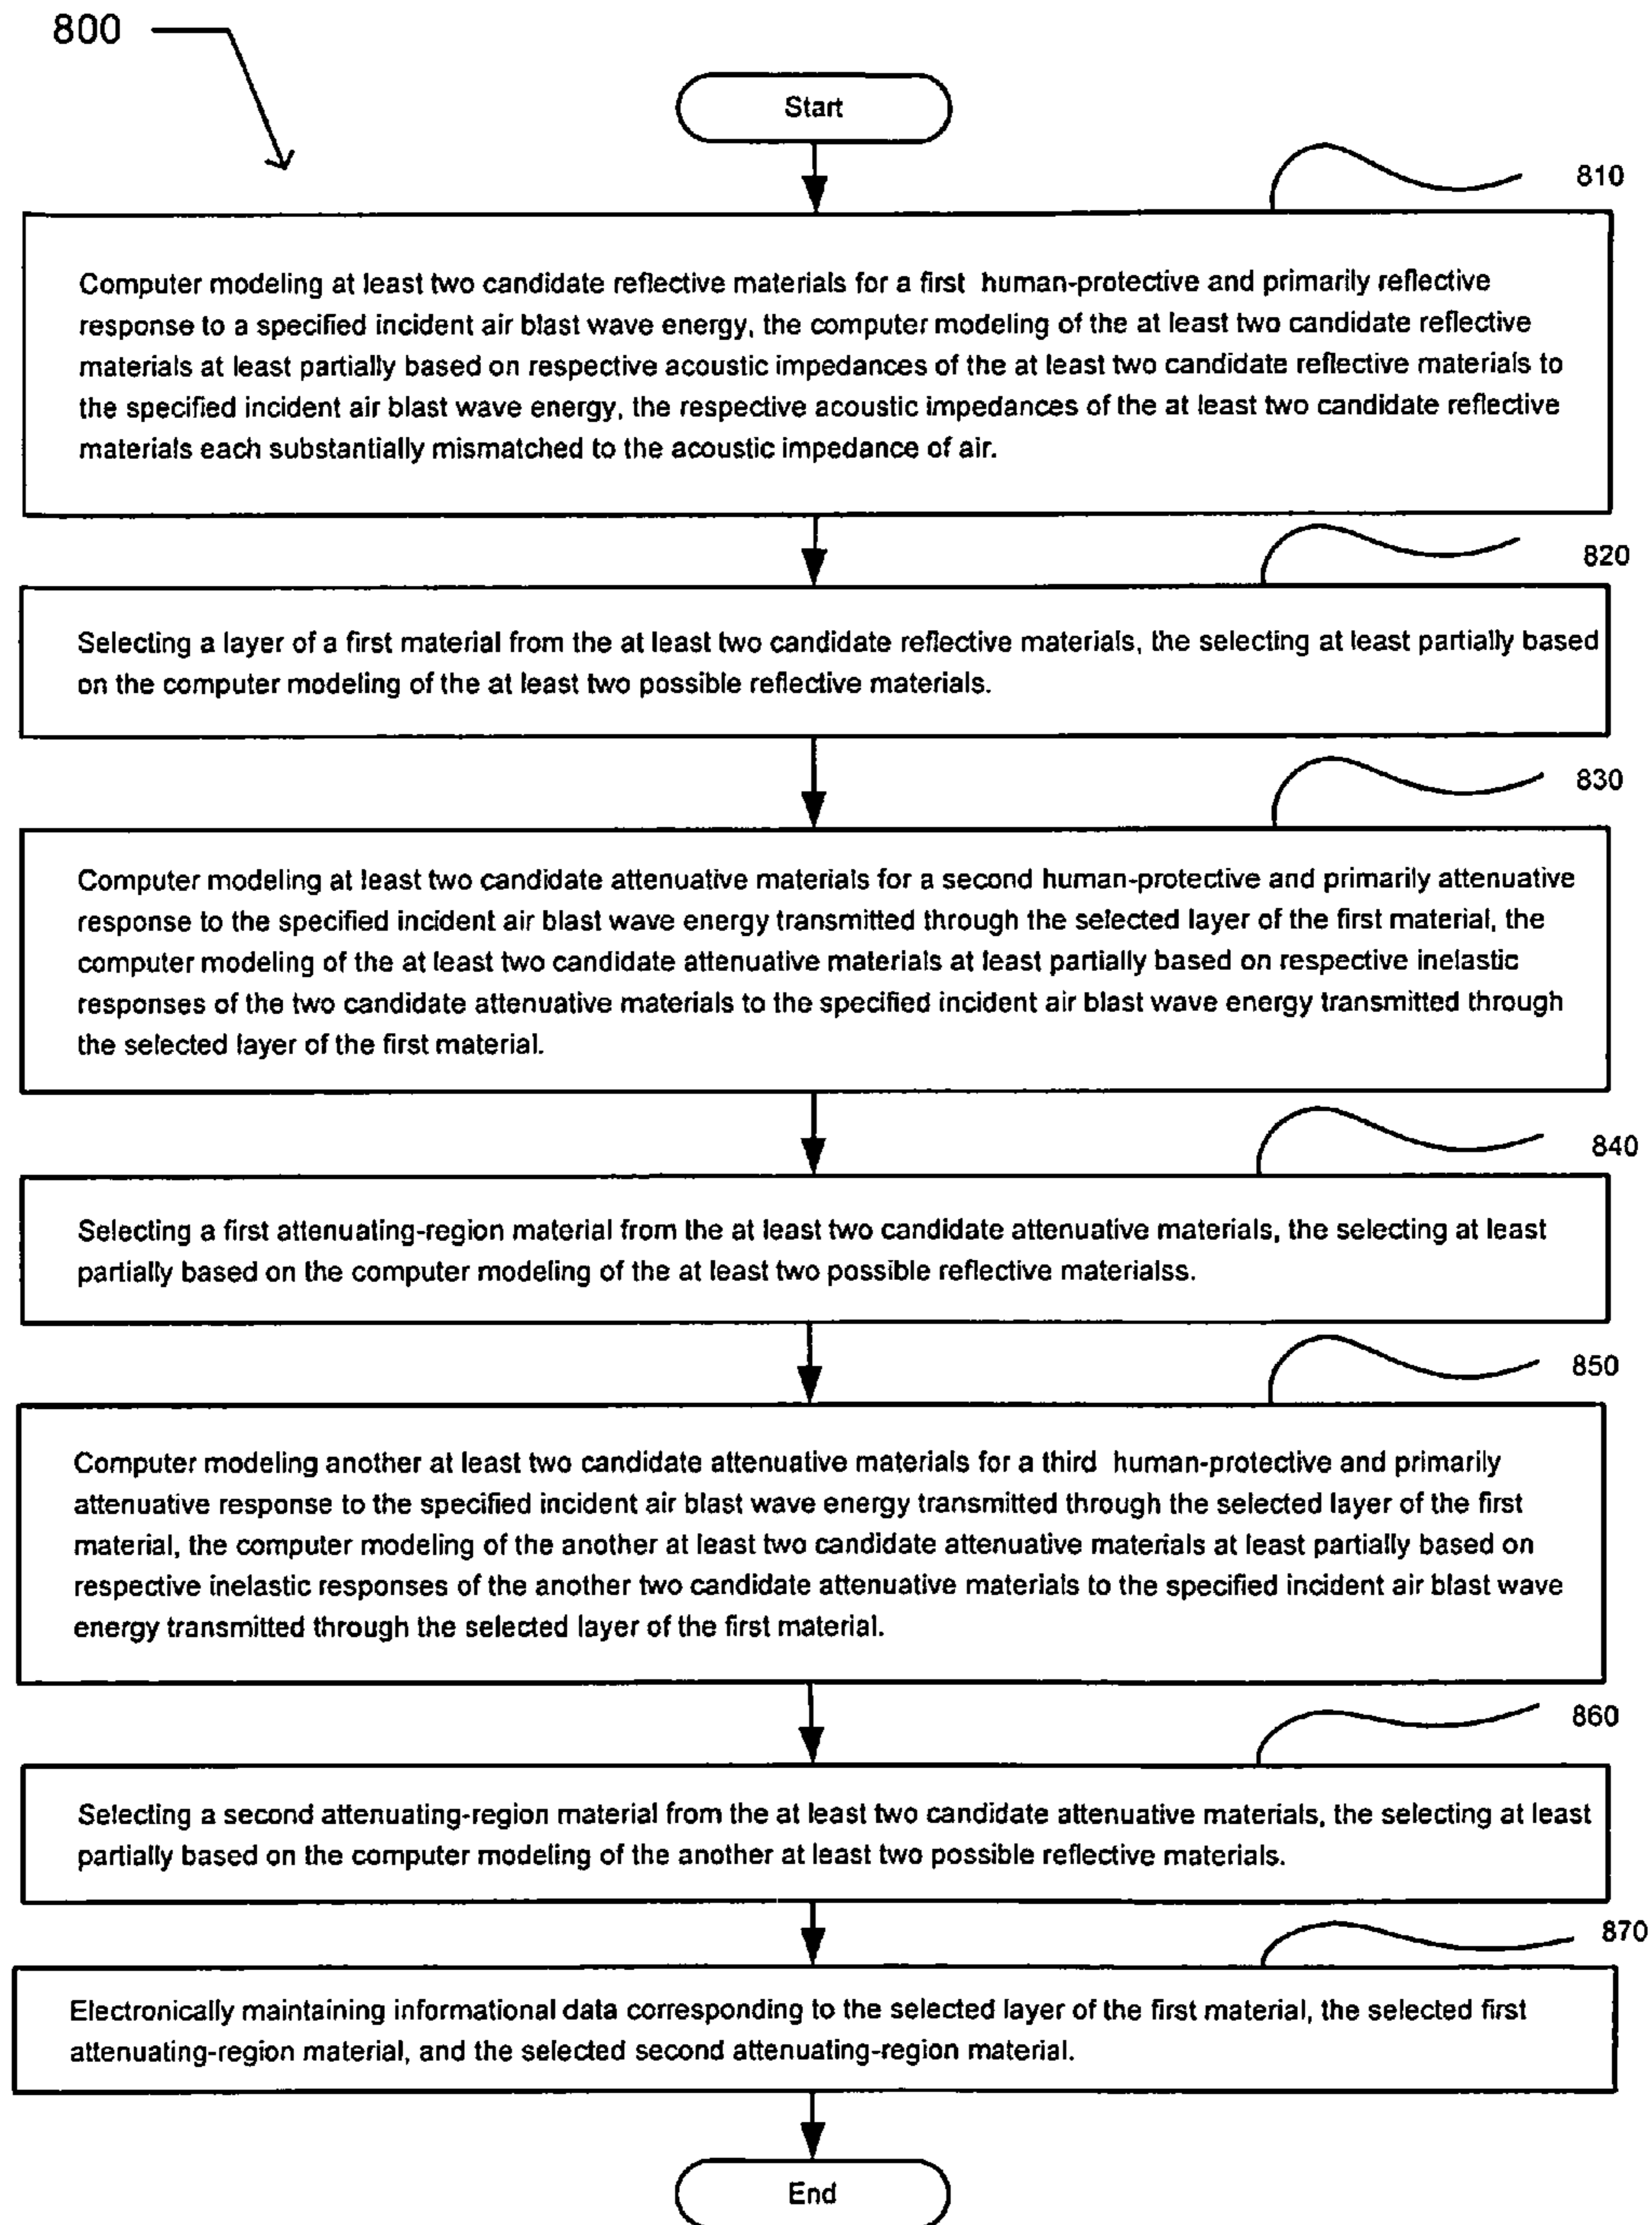 800
Start
810
Computer modeling at least two candidate reflective materials for a first human-protective and primarily reflective
response to a specified incident air blast wave energy, the computer modeling of the at least two candidate reflective
materials at least partially based on respective acoustic impedances of the at least two candidate reflective materials to
the specified incident air blast wave energy, the respective acoustic impedances of the at least two candidate reflective
materials each substantially mismatched to the acoustic impedance of air.
820
Selecting a layer of a first material from the at least two candidate reflective materials, the selecting at least partially based
on the computer modeling of the at least two possible reflective materials.
830
Computer modeling at least two candidate attenuative materials for a second human-protective and primarily attenuative
response to the specified incident air blast wave energy transmitted through the selected layer of the first material, the
computer modeling of the at least two candidate attenuative materials at least partially based on respective inelastic
responses of the two candidate attenuative materials to the specified incident air blast wave energy transmitted through
the selected layer of the first material.
840
Selecting a first attenuating-region material from the at least two candidate attenuative materials, the selecting at least
partially based on the computer modeling of the at least two possible reflective materialss.
850
Computer modeling another at least two candidate attenuative materials for a third human-protective and primarily
attenuative response to the specified incident air blast wave energy transmitted through the selected layer of the first
material, the computer modeling of the another at least two candidate attenuative materials at least partially based on
respective inelastic responses of the another two candidate attenuative materials to the specified incident air blast wave
energy transmitted through the selected layer of the first material.
860
Selecting a second attenuating-region material from the at least two candidate attenuative materials, the selecting at least
partially based on the computer modeling of the another at least two possible reflective materials.
870
Electronically maintaining informational data corresponding to the selected layer of the first material, the selected first
attenuating-region material, and the selected second attenuating-region material.
End